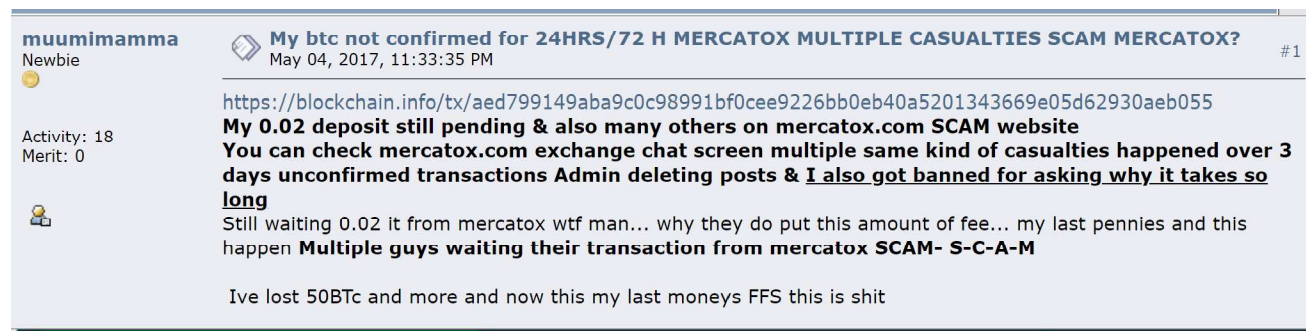 muumimamma
Newbie
Activity: 18
Merit: 0
My btc not confirmed for 24HRS/72 H MERCATOX MULTIPLE CASUALTIES SCAM MERCATOX?
May 04, 2017, 11:33:35 PM
#1
https://blockchain.info/tx/aed799149aba9c0c98991bf0cee9226bb0eb40a5201343669e05d62930aeb055
My 0.02 deposit still pending & also many others on mercatox.com SCAM website
You can check mercatox.com exchange chat screen multiple same kind of casualties happened over 3
days unconfirmed transactions Admin deleting posts & I also got banned for asking why it takes so
long
Still waiting 0.02 it from mercatox wtf man... why they do put this amount of fee... my last pennies and this
happen Multiple guys waiting their transaction from mercatox SCAM- S-C-A-M
Ive lost 50BTc and more and now this my last moneys FFS this is shit